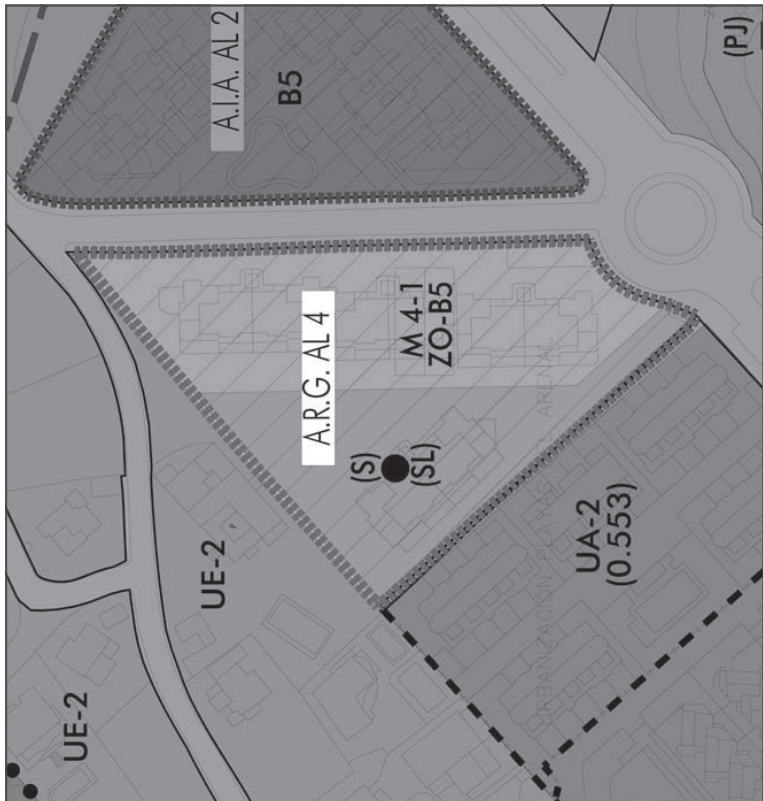 A.I.A. AL 2
B5
(PJ)
A.R.G. AL 4
M 4-1
ZO-B5
(S)
(SL)
UE-2
UA-2
(0.553)
UE-2
P